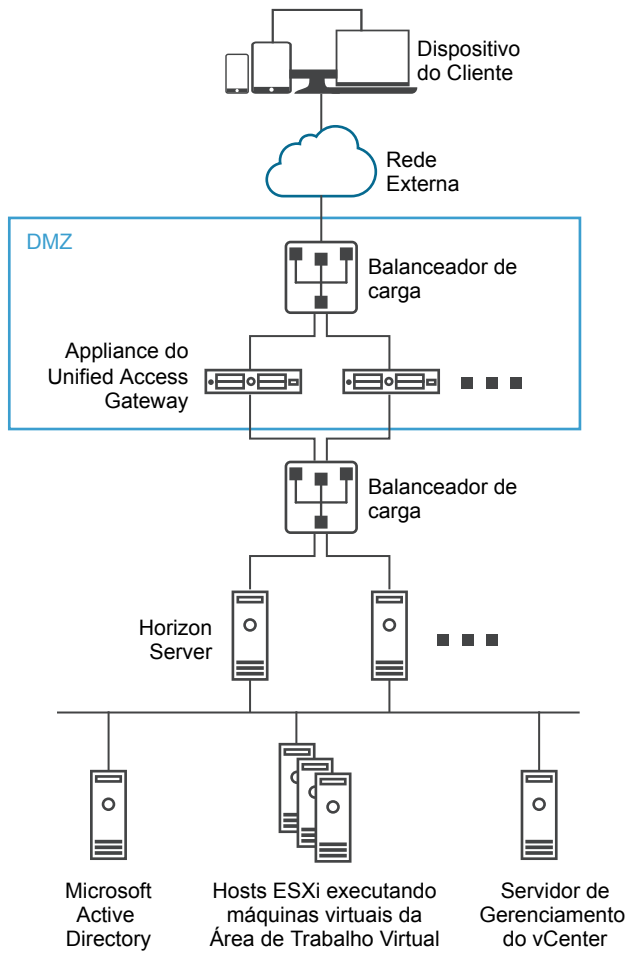 Dispositivo
do Cliente
Rede
Externa
DMZ
Balanceador de
carga
Appliance do
Unified Access
Gateway
Balanceador de
carga
Horizon
Server
Microsoft
Active
Directory
Hosts ESXi executando
máquinas virtuais da
Área de Trabalho Virtual
Servidor de
Gerenciamento
do vCenter